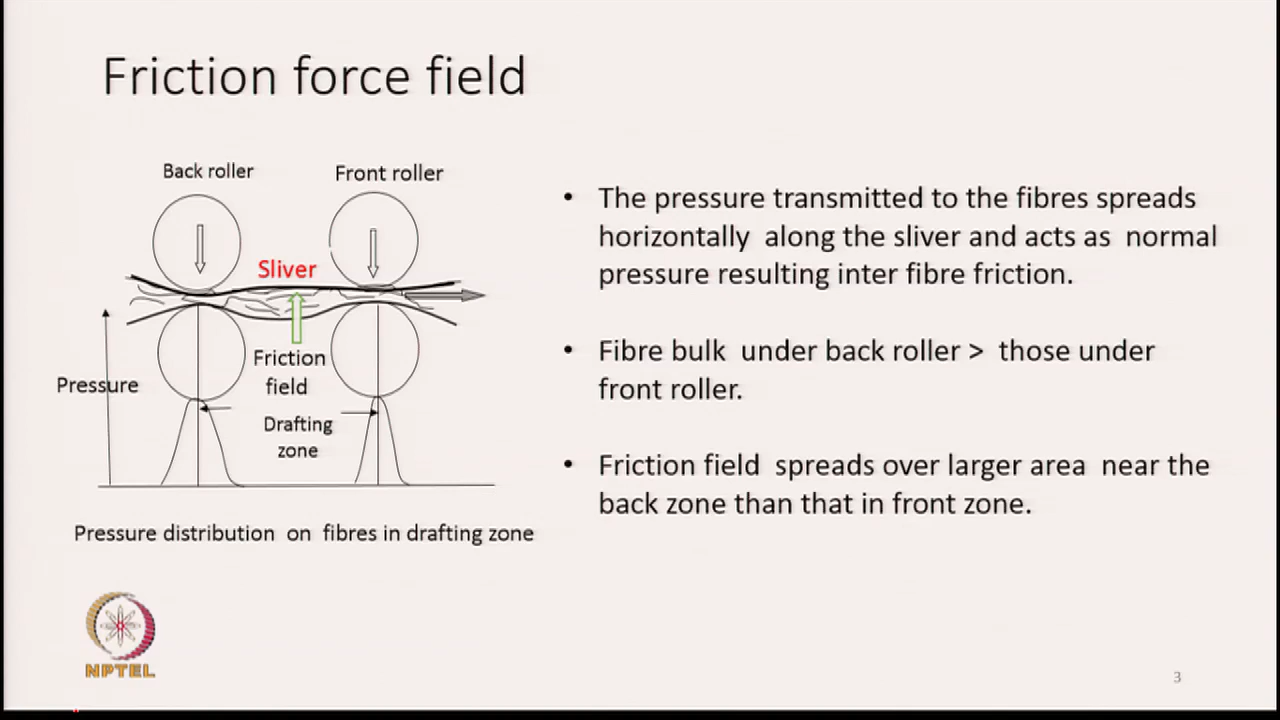 Friction force field
Back roller
Front roller
Sliver
Friction
field
Pressure
Drafting
zone
Pressure distribution on fibres in drafting zone
• The pressure transmitted to the fibres spreads
horizontally along the sliver and acts as normal
pressure resulting inter fibre friction.
• Fibre bulk under back roller > those under
front roller.
• Friction field spreads over larger area near the
back zone than that in front zone.
NPTEL
3